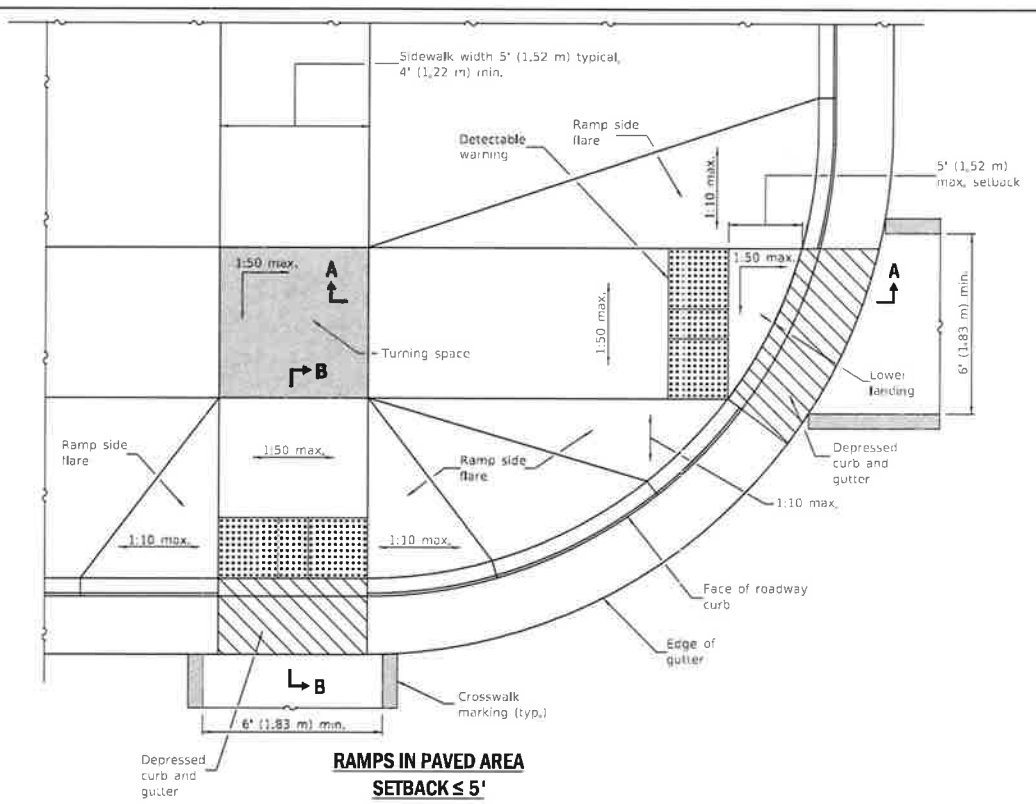 Sidewalk width 5' (1.52 m) typical,
4' (1.22 m) min.
Ramp side
flare
Detectable
warning
5' (1.52 m)
max. setback
1:10 max.
1:50 max.
A
1:50 max.
A
1:50 max.
Turning space
B
6' (1.83 m) min.
Lower
landing
Ramp side
flare
1:50 max.
Ramp side
flare
Depressed
curb and
gutter
1:10 max.
1:10 max.
1:10 max.
Face of roadway
curb
Edge of
gutter
B
Crosswalk
marking (typ.)
6' (1.83 m) min.
Depressed
curb and
gutter
RAMPS IN PAVED AREA
SETBACK ≤ 5'